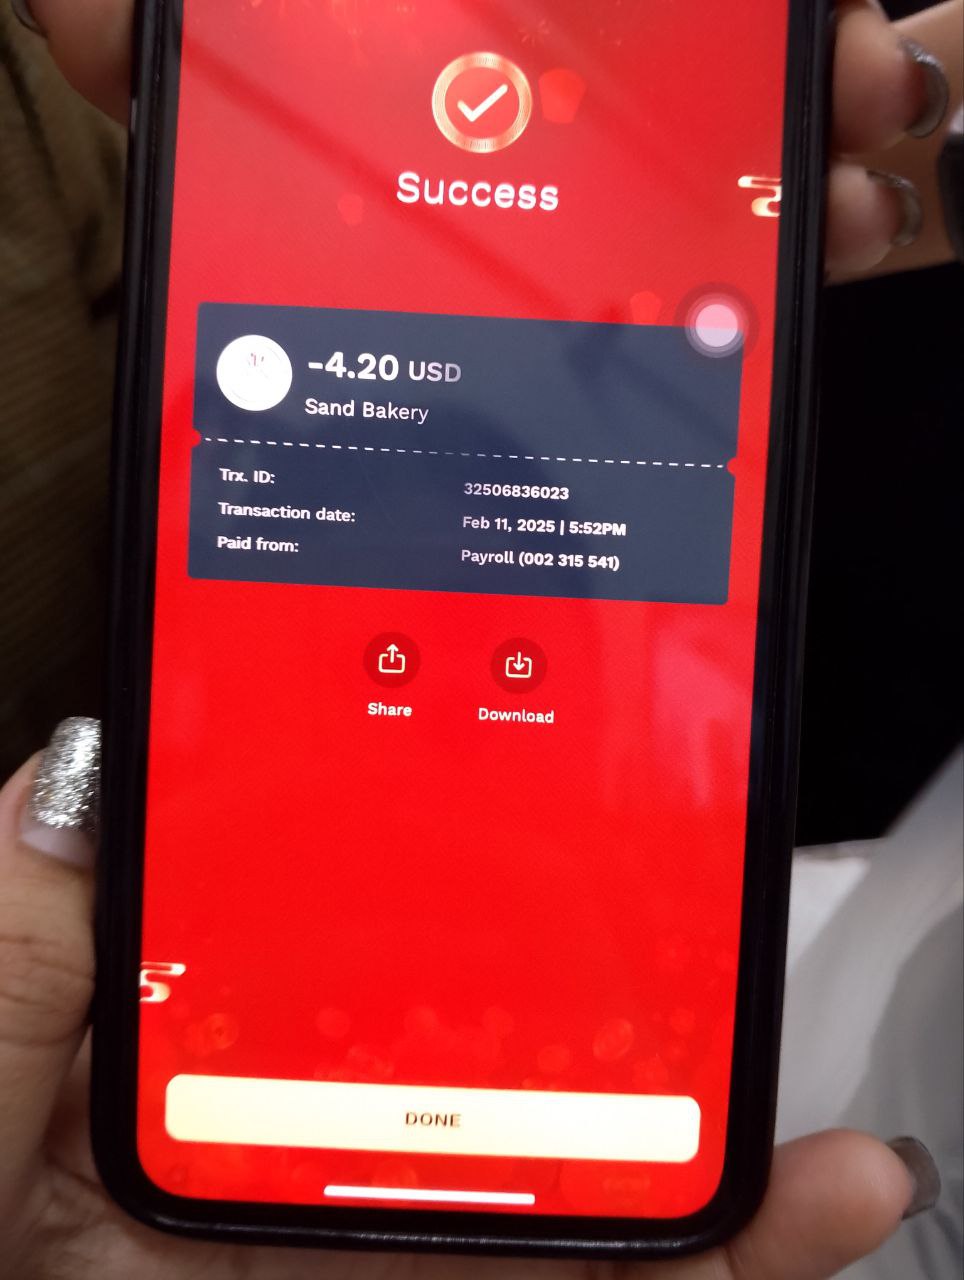 Success
-4.20 USD
Sand Bakery
Trx. ID: 32506836023
Transaction date: Feb 11, 2025 | 5:52PM
Paid from: Payroll (002 315 541)
Share Download
DONE